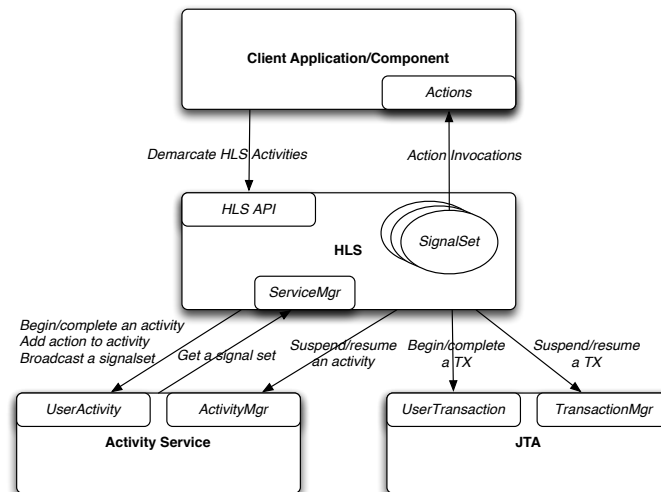 Client Application/Component
Actions
Demarcate HLS Activities
Action Invocations
HLS API
SignalSet
HLS
ServiceMgr
Begin/complete an activity
Add action to activity
Broadcast a signalset
Get a signal set
Suspend/resume
an activity
Begin/complete
a TX
Suspend/resume
a TX
UserActivity
ActivityMgr
UserTransaction
TransactionMgr
Activity Service
JTA